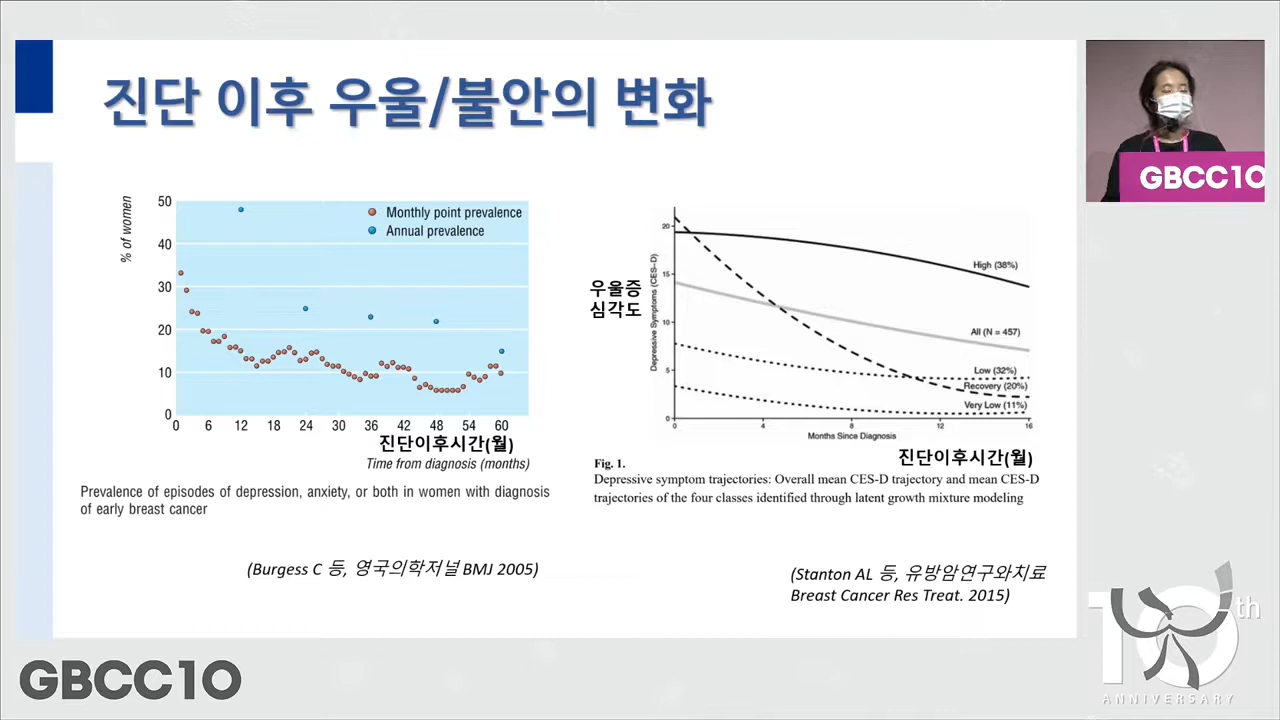 진단 이후 우울/불안의 변화
% of women
50
40
30
20
10
0
Monthly point prevalence
Annual prevalence
0 6 12 18 24 30 36 42 48 54 60
진단이후시간(월)
Time from diagnosis (months)
Prevalence of episodes of depression, anxiety, or both in women with diagnosis
of early breast cancer
(Burgess C 등, 영국의학저널 BMJ 2005)
우울증
심각도
Depressive Symptoms (CES-D)
20
15
10
5
0
High (38%)
All (N = 457)
Low (32%)
Recovery (20%)
Very Low (11%)
0 4 8 12 16
Months Since Diagnosis
진단이후시간(월)
Fig. 1.
Depressive symptom trajectories: Overall mean CES-D trajectory and mean CES-D
trajectories of the four classes identified through latent growth mixture modeling
(Stanton AL 등, 유방암연구와치료
Breast Cancer Res Treat. 2015)
GBCC10
GBCC10
10th
ANNIVERSARY